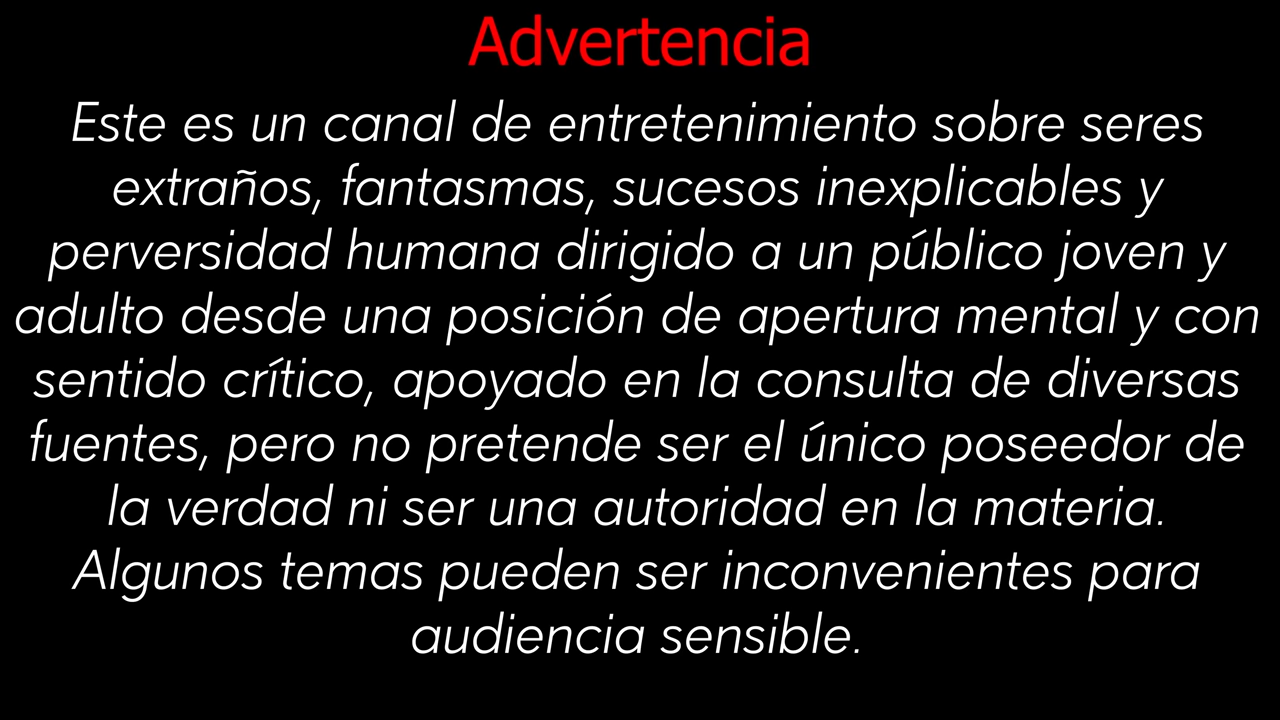 Advertencia
Este es un canal de entretenimiento sobre seres
extraños, fantasmas, sucesos inexplicables y
perversidad humana dirigido a un público joven y
adulto desde una posición de apertura mental y con
sentido crítico, apoyado en la consulta de diversas
fuentes, pero no pretende ser el único poseedor de
la verdad ni ser una autoridad en la materia.
Algunos temas pueden ser inconvenientes para
audiencia sensible.